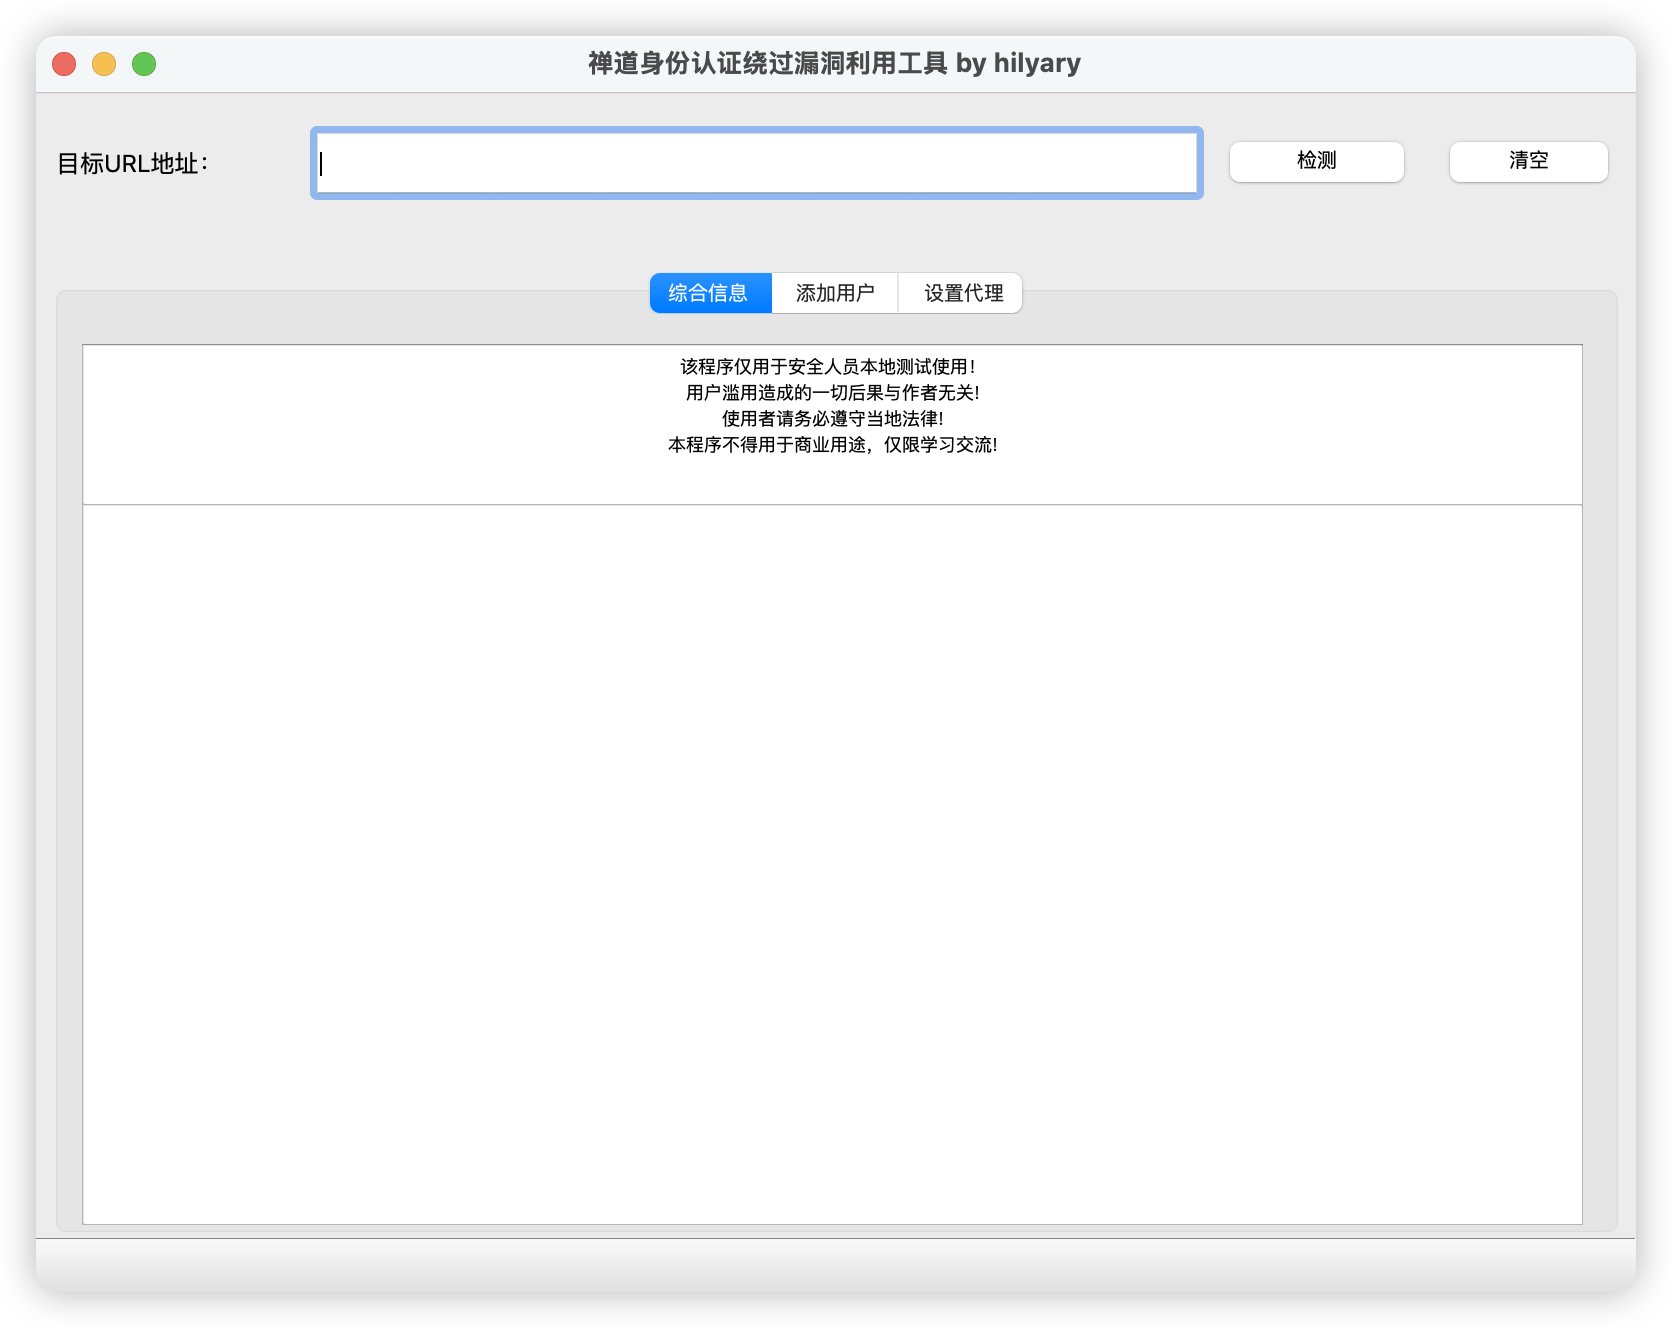 禅道身份认证绕过漏洞利用工具 by hilyary
目标URL地址：
检测
清空
综合信息
添加用户
设置代理
该程序仅用于安全人员本地测试使用！
用户滥用造成的一切后果与作者无关!
使用者请务必遵守当地法律!
本程序不得用于商业用途，仅限学习交流!